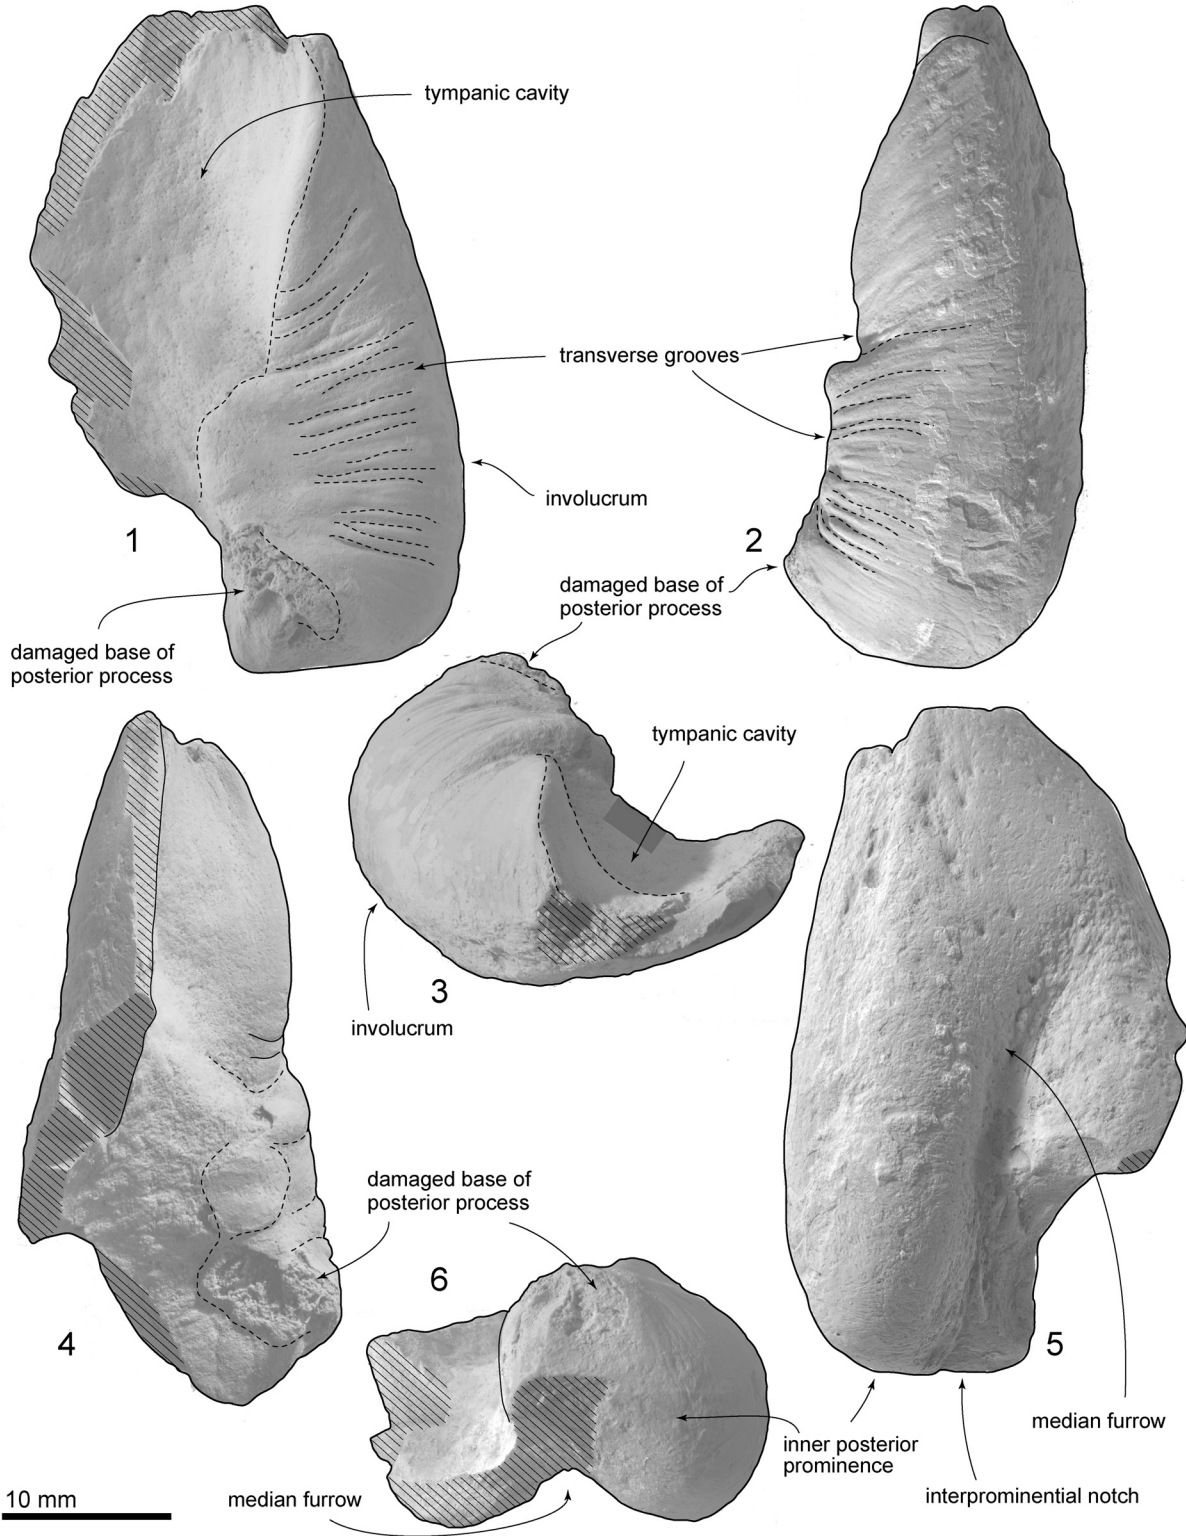 tympanic cavity
transverse grooves
involucrum
1
2
damaged base of
posterior process
damaged base of
posterior process
tympanic cavity
3
involucrum
damaged base of
posterior process
6
4
5
median furrow
inner posterior
prominence
10 mm
median furrow
interprominential notch